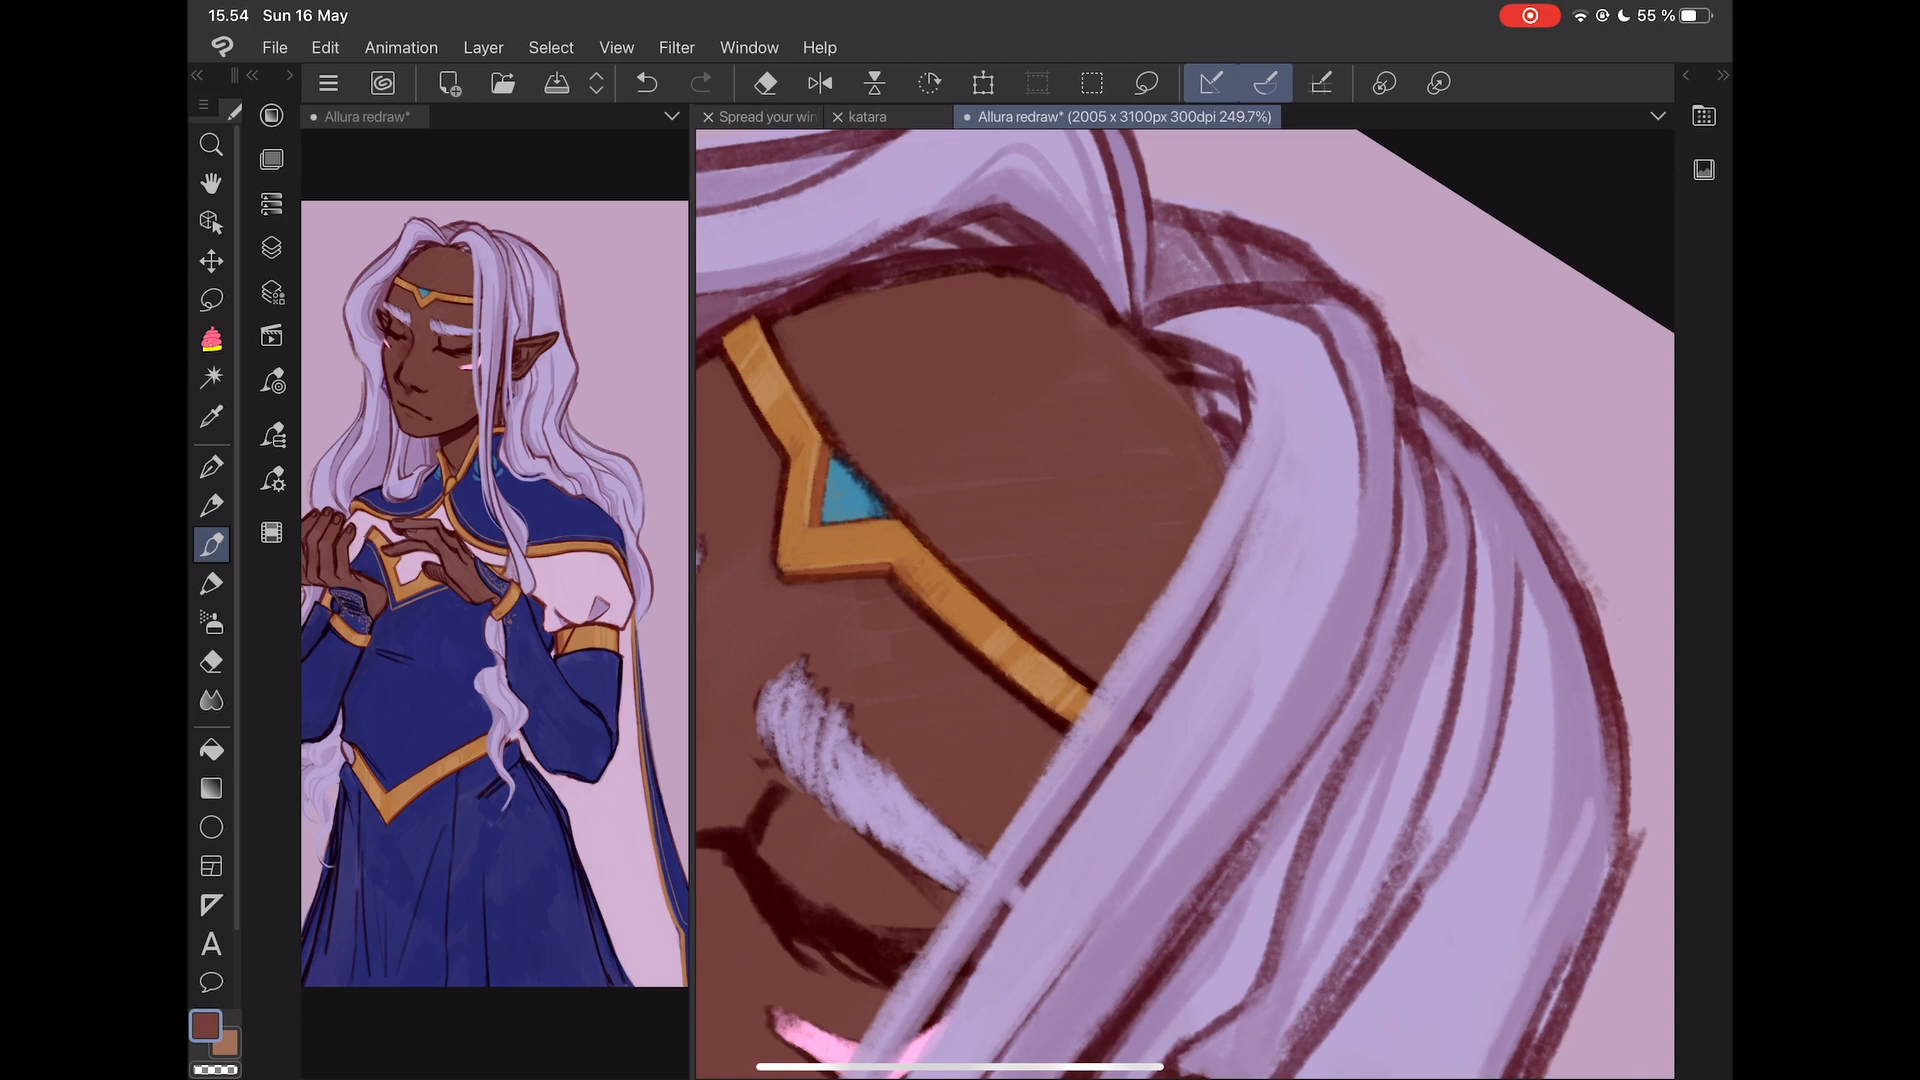 15.54 Sun 16 May 55 %
File Edit Animation Layer Select View Filter Window Help
Allura redraw* Spread your win katara Allura redraw* (2005 x 3100px 300dpi 249.7%)
A